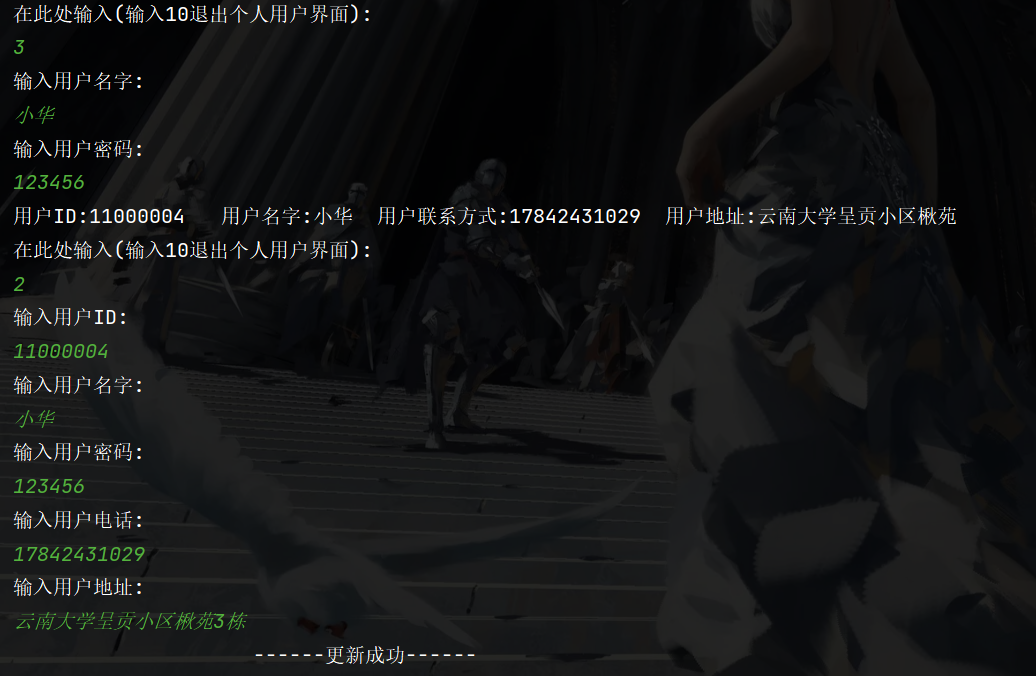 在此处输入(输入10退出个人用户界面):
3
输入用户名字:
小华
输入用户密码:
123456
用户ID:11000004 用户名字:小华 用户联系方式:17842431029 用户地址:云南大学呈贡小区楸苑
在此处输入(输入10退出个人用户界面):
2
输入用户ID:
11000004
输入用户名字:
小华
输入用户密码:
123456
输入用户电话:
17842431029
输入用户地址:
云南大学呈贡小区楸苑3栋
------更新成功------